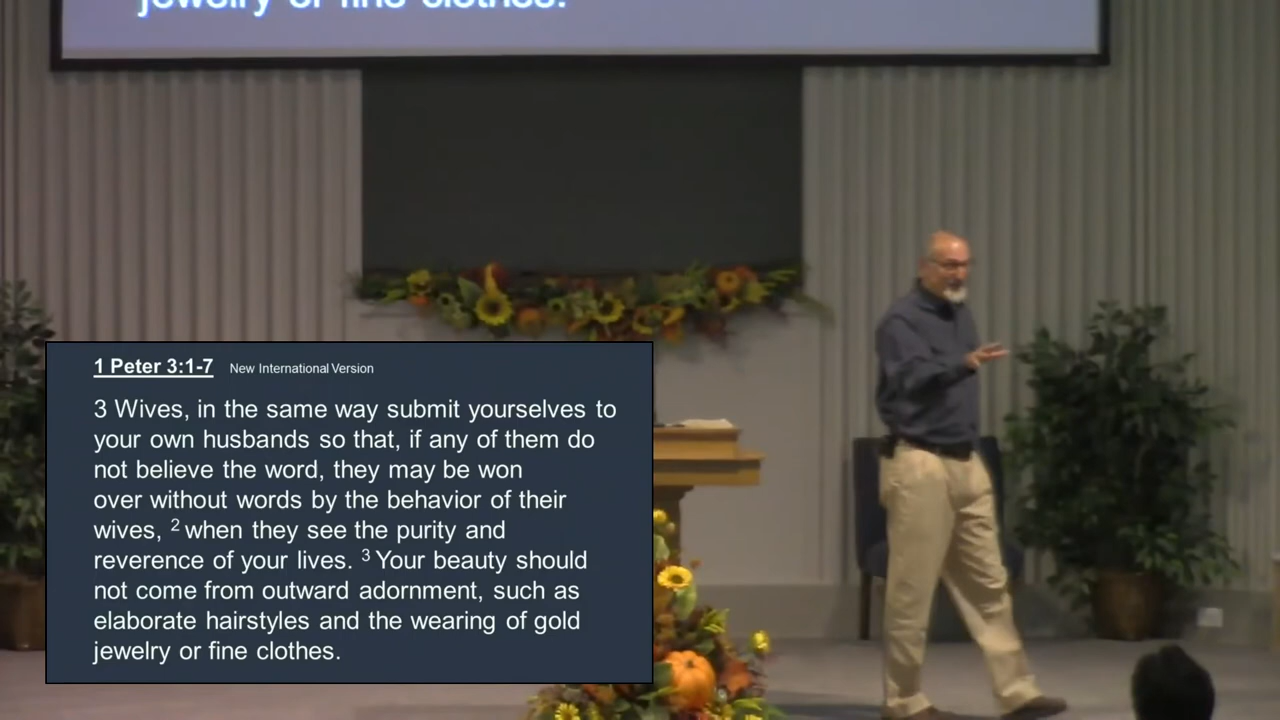 jewelry or fine clothes.
1 Peter 3:1-7 New International Version
3 Wives, in the same way submit yourselves to
your own husbands so that, if any of them do
not believe the word, they may be won
over without words by the behavior of their
wives, 2 when they see the purity and
reverence of your lives. 3 Your beauty should
not come from outward adornment, such as
elaborate hairstyles and the wearing of gold
jewelry or fine clothes.